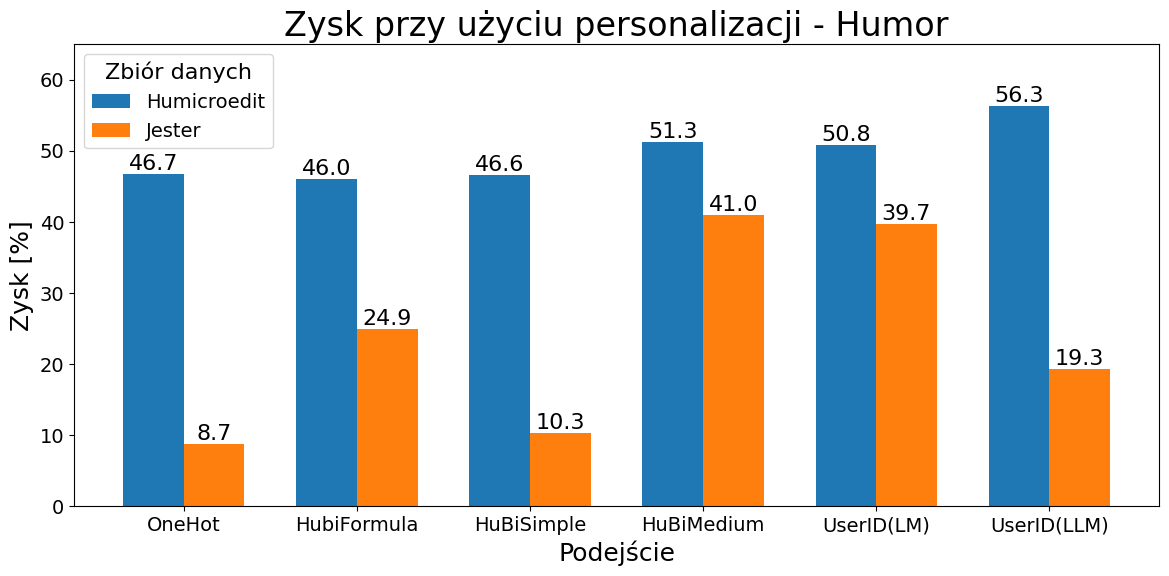 Zysk przy użyciu personalizacji - Humor
Zbiór danych
Humicroedit
Jester
Zysk [%]
60
50
40
30
20
10
0
46.7
8.7
46.0
24.9
46.6
10.3
51.3
41.0
50.8
39.7
56.3
19.3
OneHot
HubiFormula
HuBiSimple
HuBiMedium
UserID(LM)
UserID(LLM)
Podejście